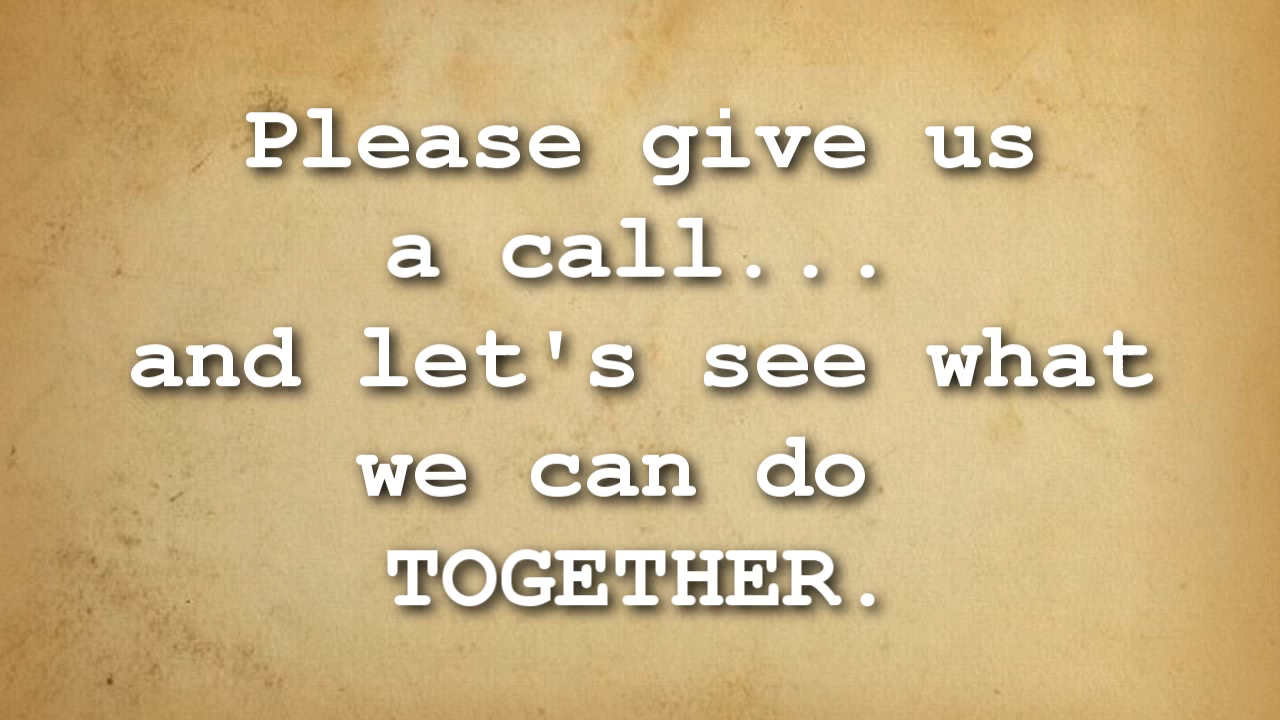 Please give us
a call...
and let's see what
we can do
TOGETHER.